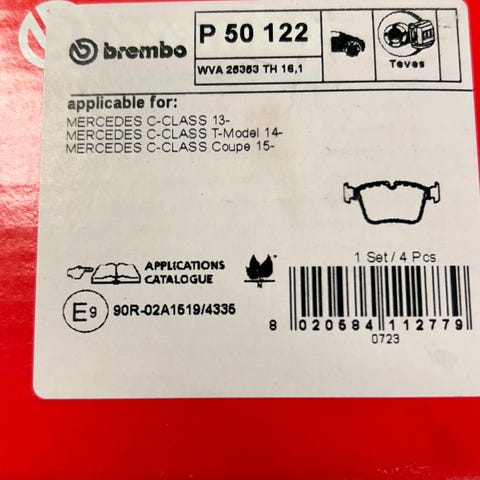 brembo
P 50 122
WVA 25353 TH 16,1
Teves
applicable for:
MERCEDES C-CLASS 13-
MERCEDES C-CLASS T-Model 14-
MERCEDES C-CLASS Coupe 15-
1 Set / 4 Pcs
APPLICATIONS
CATALOGUE
E9
90R-02A1519/4335
8 020584 112779
0723